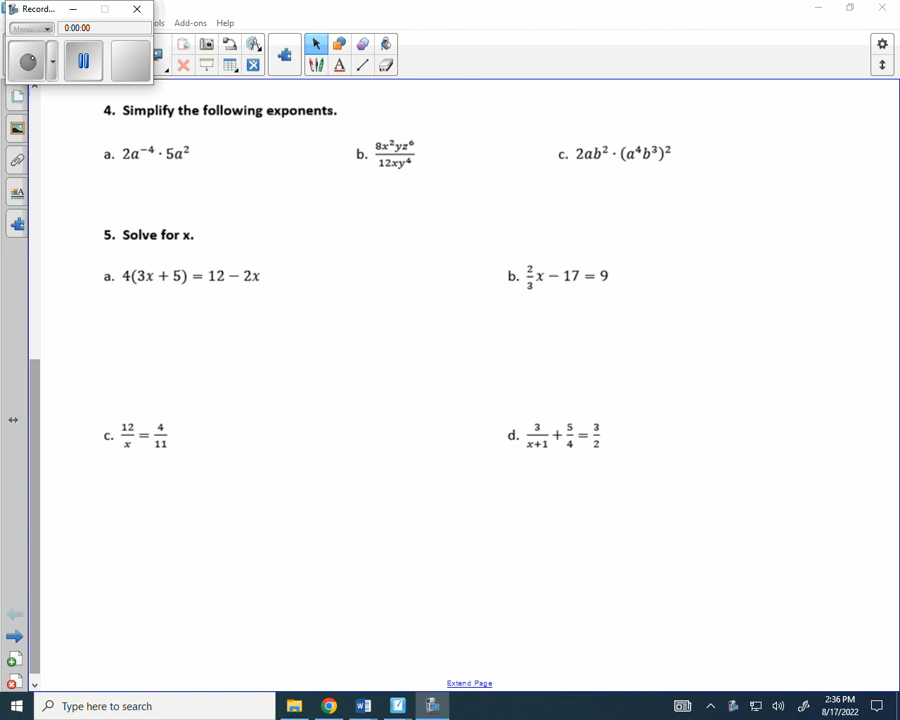 Record...
Menu
0:00:00
ols Add-ons Help
4. Simplify the following exponents.
a. 2a⁻⁴ · 5a²
b. 8x²yz⁶/12xy⁴
c. 2ab² · (a⁴b³)²
5. Solve for x.
a. 4(3x + 5) = 12 − 2x
b. 2/3 x − 17 = 9
c. 12/x = 4/11
d. 3/(x+1) + 5/4 = 3/2
Extend Page
Type here to search
2:36 PM
8/17/2022